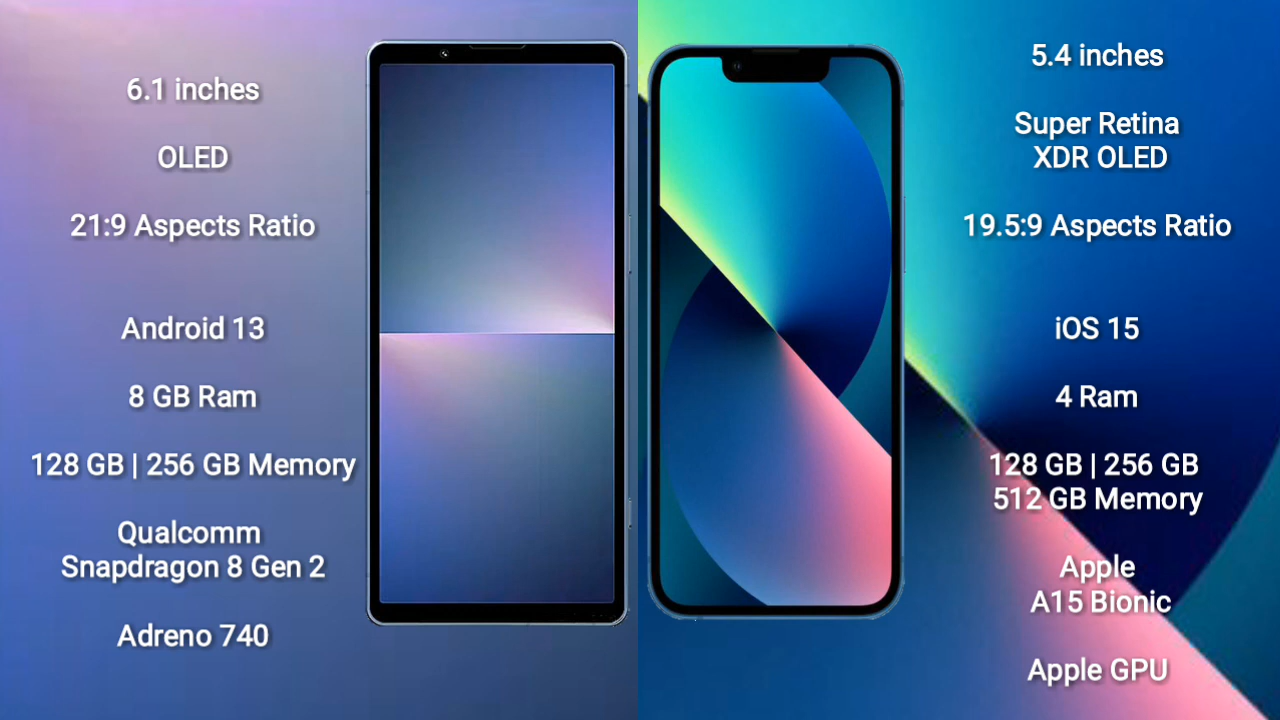 6.1 inches
OLED
21:9 Aspects Ratio
Android 13
8 GB Ram
128 GB | 256 GB Memory
Qualcomm
Snapdragon 8 Gen 2
Adreno 740
5.4 inches
Super Retina
XDR OLED
19.5:9 Aspects Ratio
iOS 15
4 Ram
128 GB | 256 GB
512 GB Memory
Apple
A15 Bionic
Apple GPU